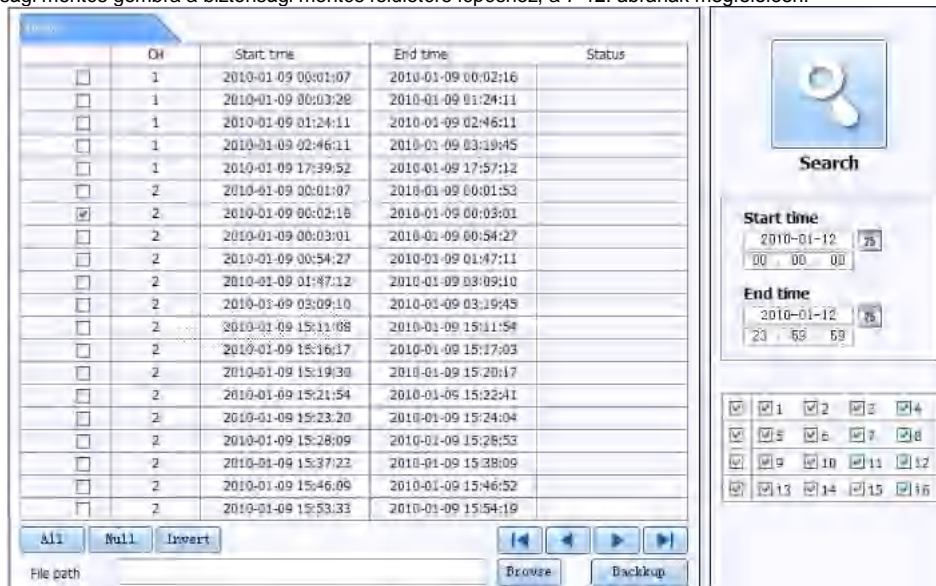 sági mentés gombra a biztonsági mentés felületére lépéshez, a 7-12. ábrának megfelelően.
CH Start time End time Status
1 2010-01-09 00:01:07 2010-01-09 00:02:16
1 2010-01-09 00:03:28 2010-01-09 01:24:11
1 2010-01-09 01:24:11 2010-01-09 02:46:11
1 2010-01-09 02:46:11 2010-01-09 03:19:45
1 2010-01-09 17:39:52 2010-01-09 17:57:12
2 2010-01-09 00:01:07 2010-01-09 00:01:53
2 2010-01-09 00:02:16 2010-01-09 00:03:01
2 2010-01-09 00:03:01 2010-01-09 00:54:27
2 2010-01-09 00:54:27 2010-01-09 01:47:11
2 2010-01-09 01:47:12 2010-01-09 03:09:10
2 2010-01-09 03:09:10 2010-01-09 03:19:45
2 2010-01-09 15:11:08 2010-01-09 15:11:54
2 2010-01-09 15:16:17 2010-01-09 15:17:03
2 2010-01-09 15:19:30 2010-01-09 15:20:17
2 2010-01-09 15:21:54 2010-01-09 15:22:41
2 2010-01-09 15:23:20 2010-01-09 15:24:04
2 2010-01-09 15:28:09 2010-01-09 15:28:53
2 2010-01-09 15:37:23 2010-01-09 15:38:09
2 2010-01-09 15:46:09 2010-01-09 15:46:52
2 2010-01-09 15:53:33 2010-01-09 15:54:19
All Null Invert
File path Browse Backkup
Search
Start time
2010-01-12
00 : 00 : 00
End time
2010-01-12
23 : 59 : 59
1 2 3 4
5 6 7 8
9 10 11 12
13 14 15 16